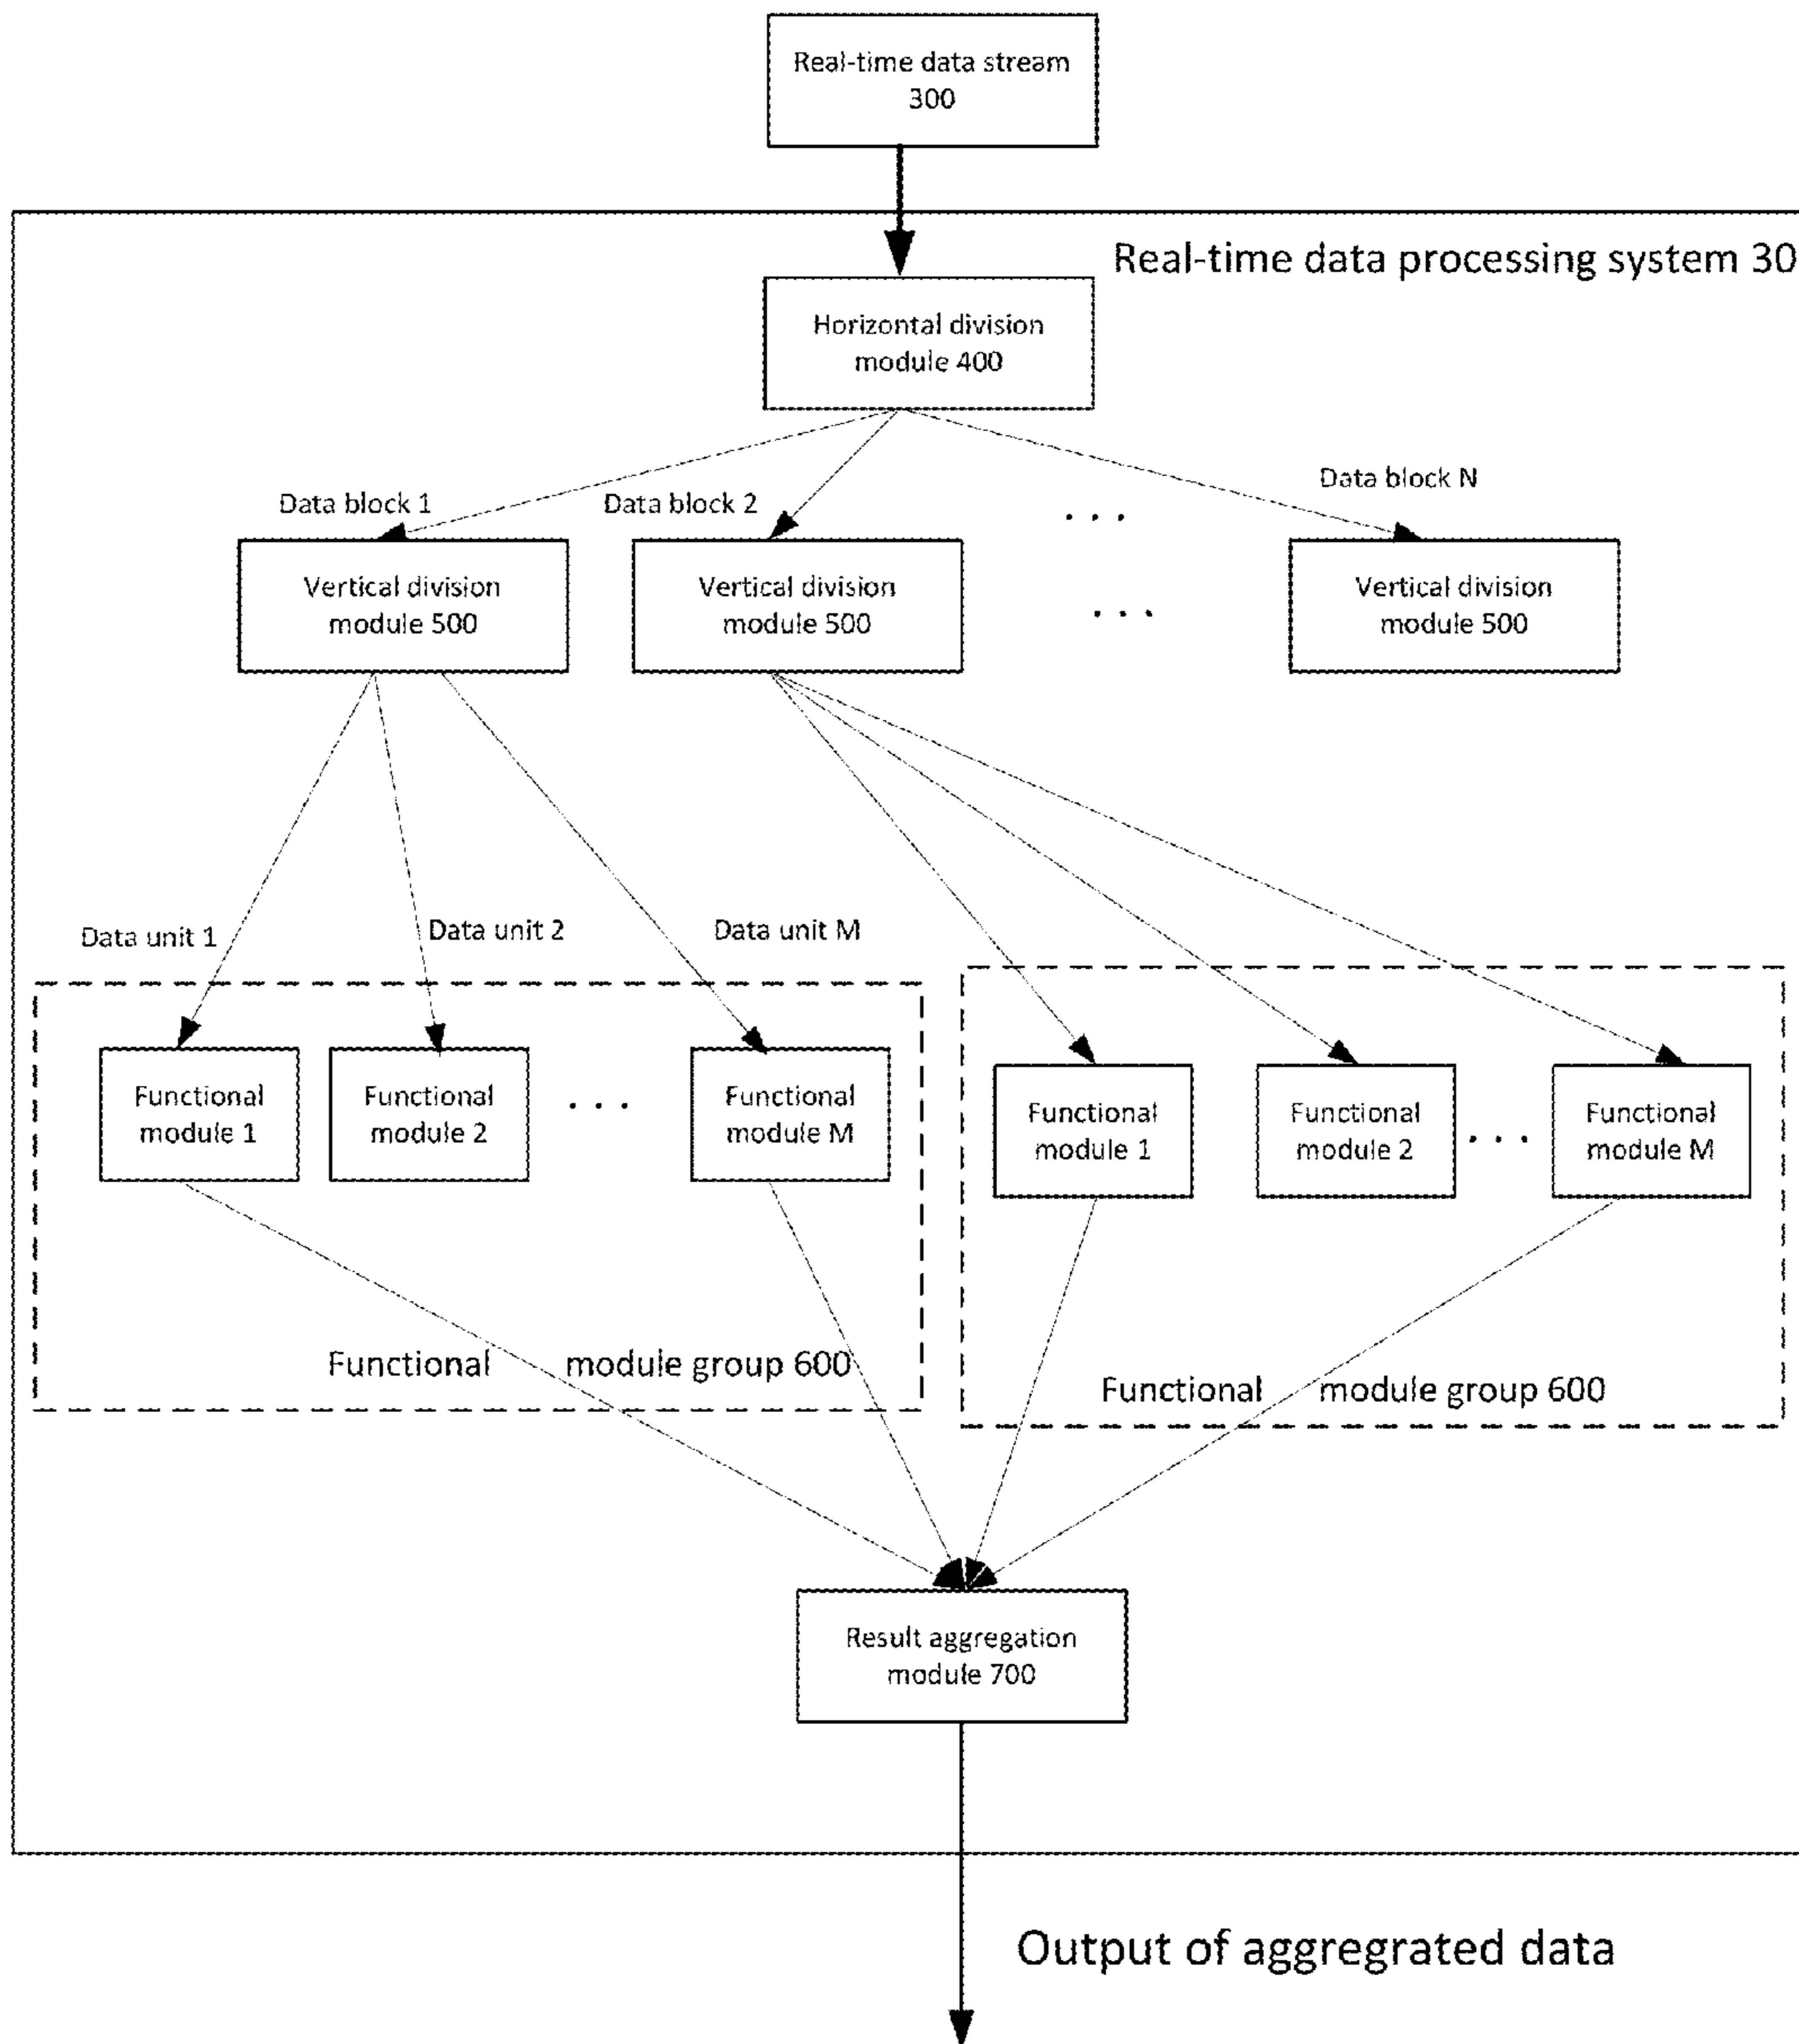 Real-time data stream
300
Real-time data processing system 30
Horizontal division
module 400
Data block 1
Data block 2
. . .
Data block N
Vertical division
module 500
Vertical division
module 500
. . .
Vertical division
module 500
Data unit 1
Data unit 2
Data unit M
Functional
module 1
Functional
module 2
. . .
Functional
module M
Functional
module 1
Functional
module 2
. . .
Functional
module M
Functional module group 600
Functional module group 600
Result aggregation
module 700
Output of aggregrated data